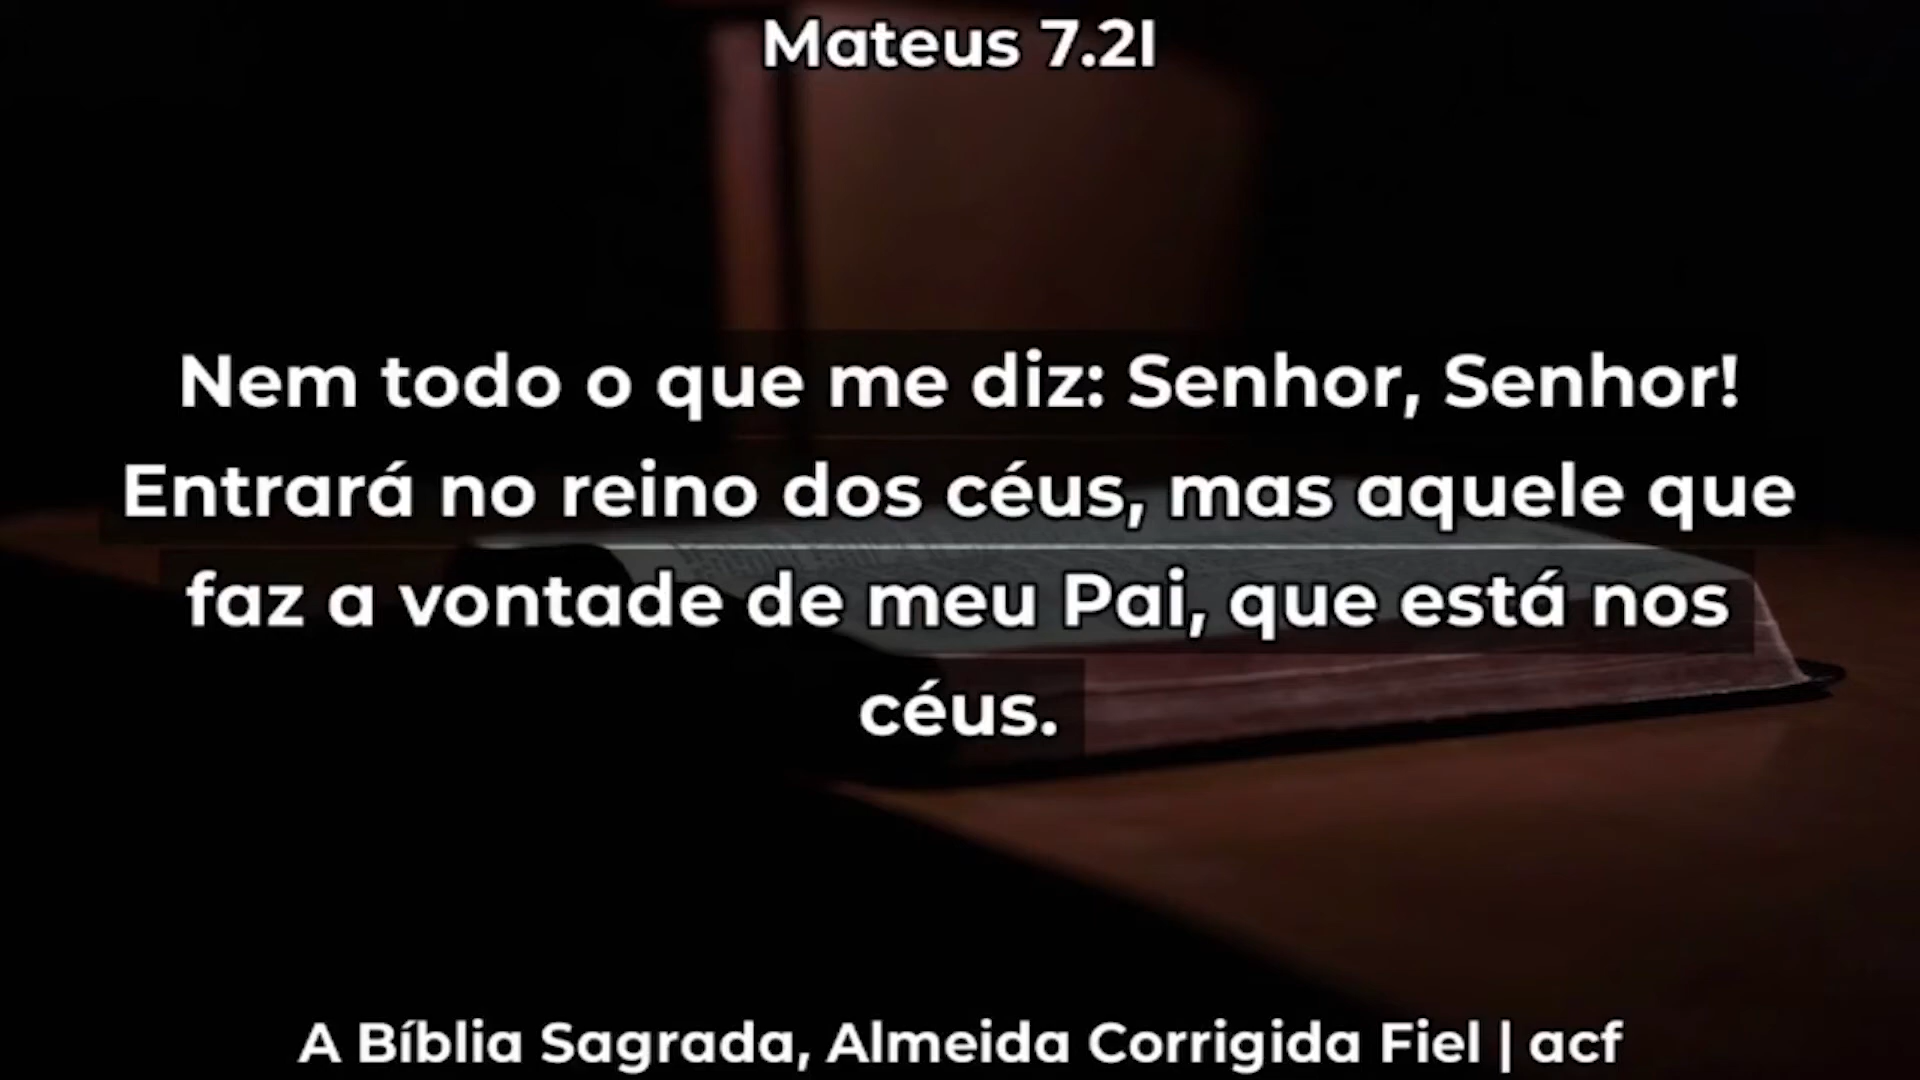 Mateus 7.21
Nem todo o que me diz: Senhor, Senhor!
Entrará no reino dos céus, mas aquele que
faz a vontade de meu Pai, que está nos
céus.
A Bíblia Sagrada, Almeida Corrigida Fiel | acf